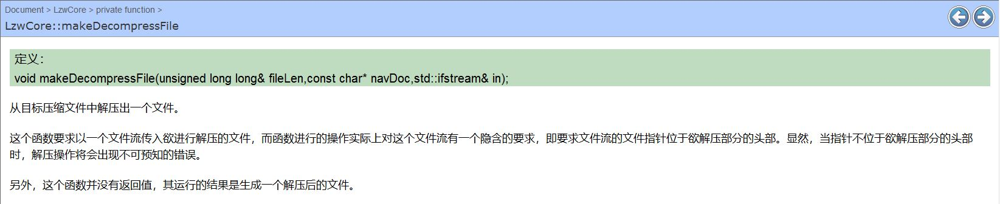 Document > LzwCore > private function >
LzwCore::makeDecompressFile
定义：
void makeDecompressFile(unsigned long long& fileLen,const char* navDoc,std::ifstream& in);
从目标压缩文件中解压出一个文件。
这个函数要求以一个文件流传入欲进行解压的文件，而函数进行的操作实际上对这个文件流有一个隐含的要求，即要求文件流的文件指针位于欲解压部分的头部。显然，当指针不位于欲解压部分的头部
时，解压操作将会出现不可预知的错误。
另外，这个函数并没有返回值，其运行的结果是生成一个解压后的文件。